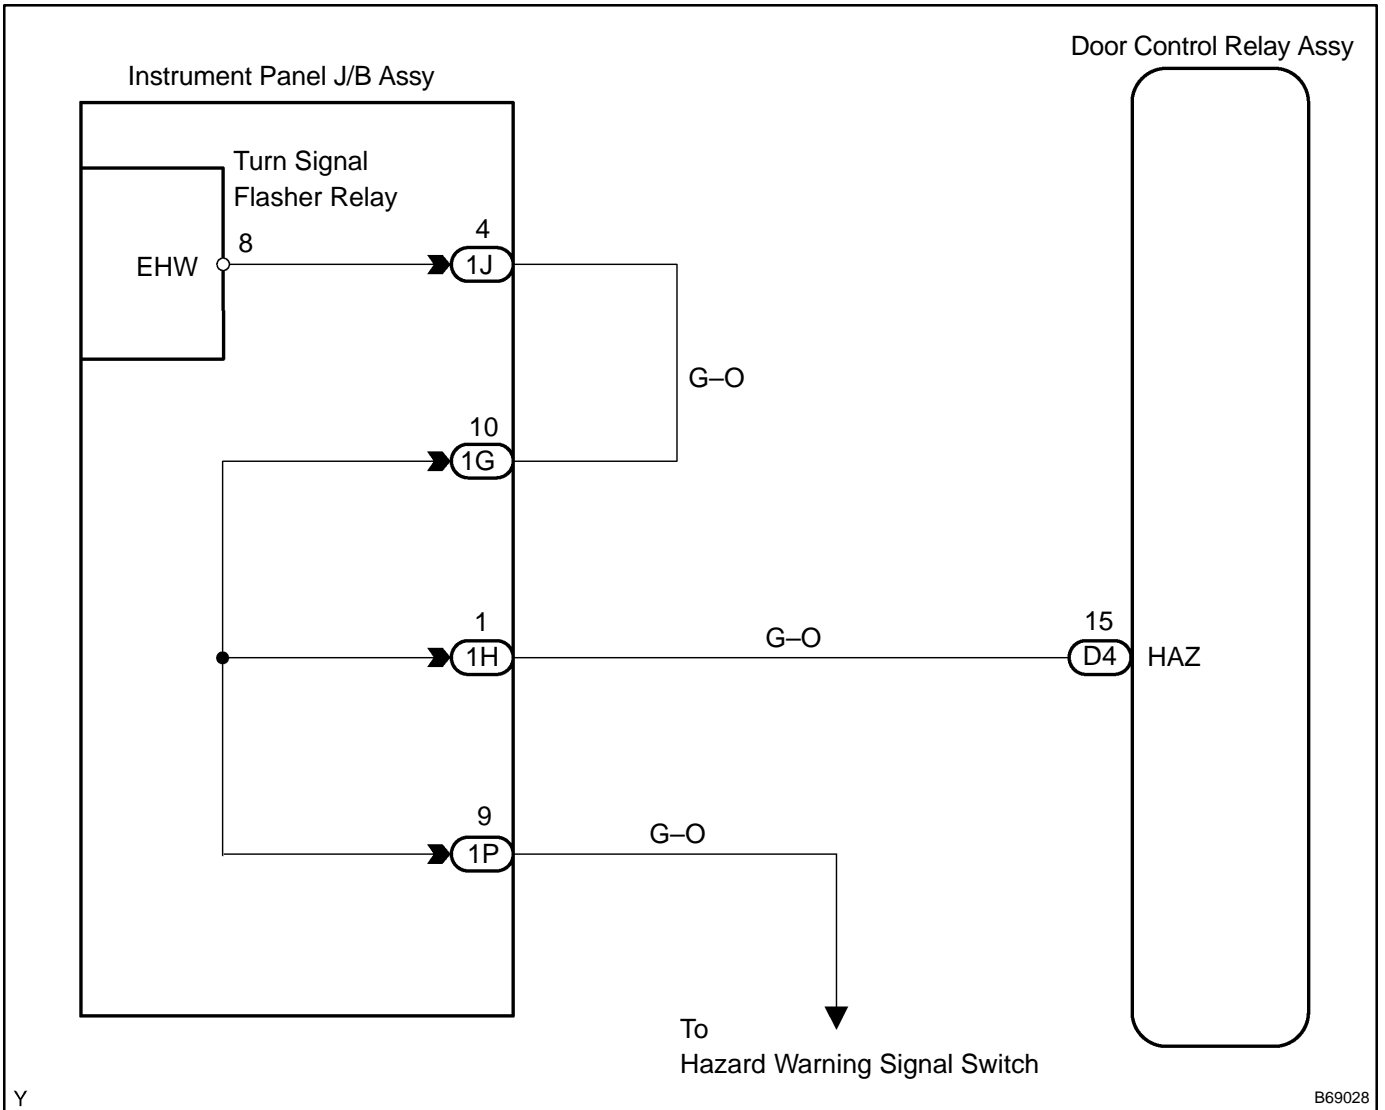 Door Control Relay Assy
Instrument Panel J/B Assy
Turn Signal
Flasher Relay
EHW
8
4
1J
G–O
10
1G
1
1H
G–O
15
D4
HAZ
9
1P
G–O
To
Hazard Warning Signal Switch
Y
B69028